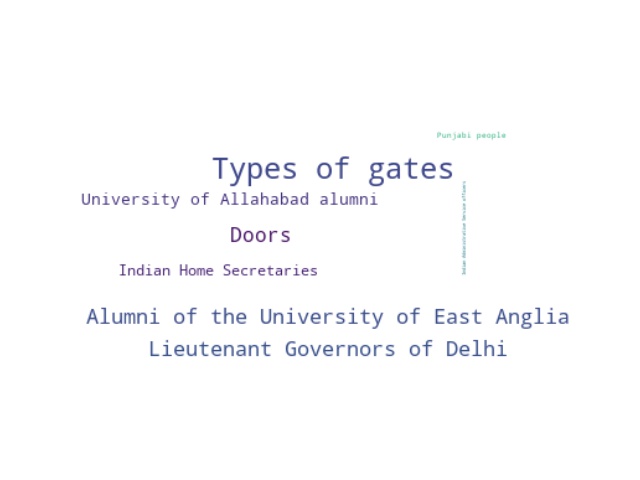 Punjabi people
Types of gates
University of Allahabad alumni
Indian Administrative Service officers
Doors
Indian Home Secretaries
Alumni of the University of East Anglia
Lieutenant Governors of Delhi